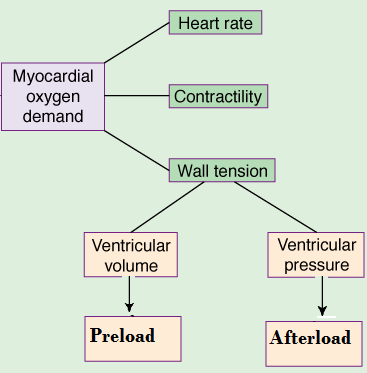 Heart rate
Myocardial
oxygen
demand
Contractility
Wall tension
Ventricular
volume
Ventricular
pressure
Preload
Afterload